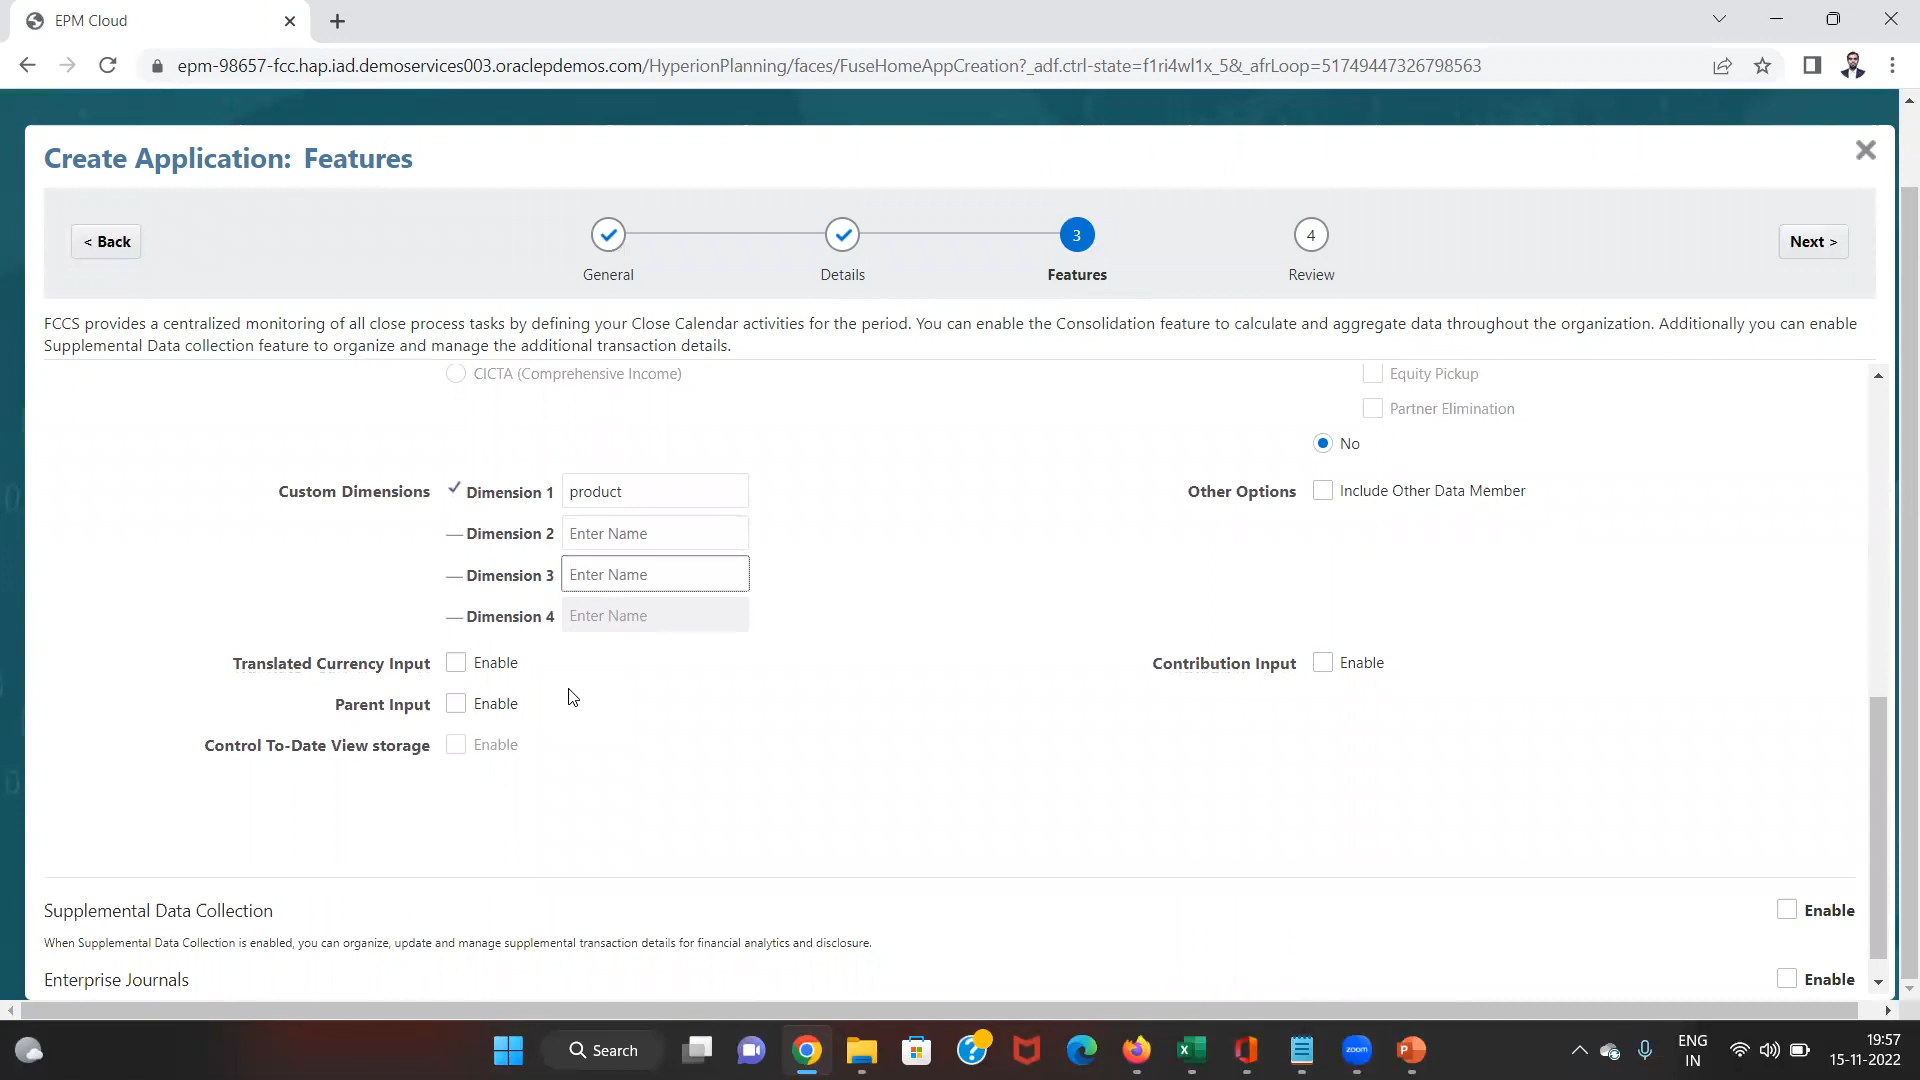 EPM Cloud
epm-98657-fcc.hap.iad.demoservices003.oraclepdemos.com/HyperionPlanning/faces/FuseHomeAppCreation?_adf.ctrl-state=f1ri4wl1x_5&_afrLoop=51749447326798563
Create Application: Features
< Back
3
4
Next >
General
Details
Features
Review
FCCS provides a centralized monitoring of all close process tasks by defining your Close Calendar activities for the period. You can enable the Consolidation feature to calculate and aggregate data throughout the organization. Additionally you can enable
Supplemental Data collection feature to organize and manage the additional transaction details.
CICTA (Comprehensive Income)
Equity Pickup
Partner Elimination
No
Custom Dimensions
Dimension 1 product
Other Options
Include Other Data Member
Dimension 2 Enter Name
Dimension 3 Enter Name
Dimension 4 Enter Name
Translated Currency Input
Enable
Contribution Input
Enable
Parent Input
Enable
Control To-Date View storage
Enable
Supplemental Data Collection
Enable
When Supplemental Data Collection is enabled, you can organize, update and manage supplemental transaction details for financial analytics and disclosure.
Enterprise Journals
Enable
Search
zoom
ENG
IN
19:57
15-11-2022